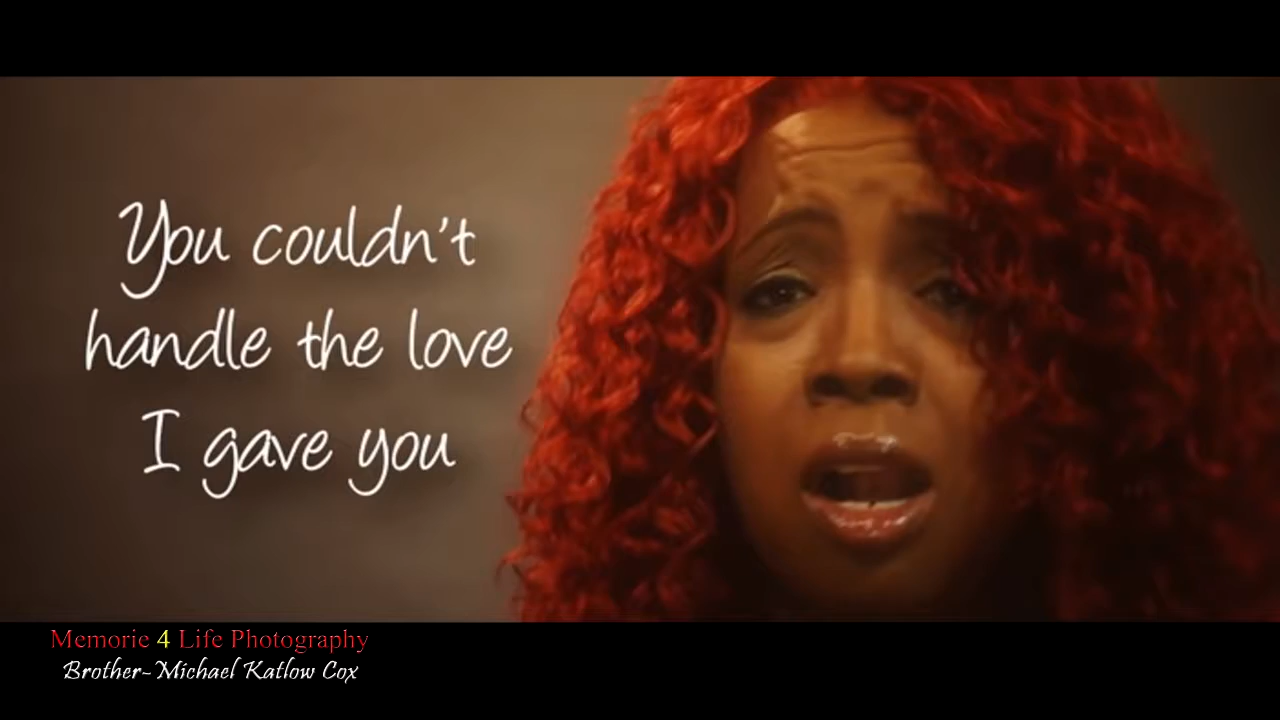 You couldn't
handle the love
I gave you
Memorie 4 Life Photography
Brother-Michael Katlow Cox